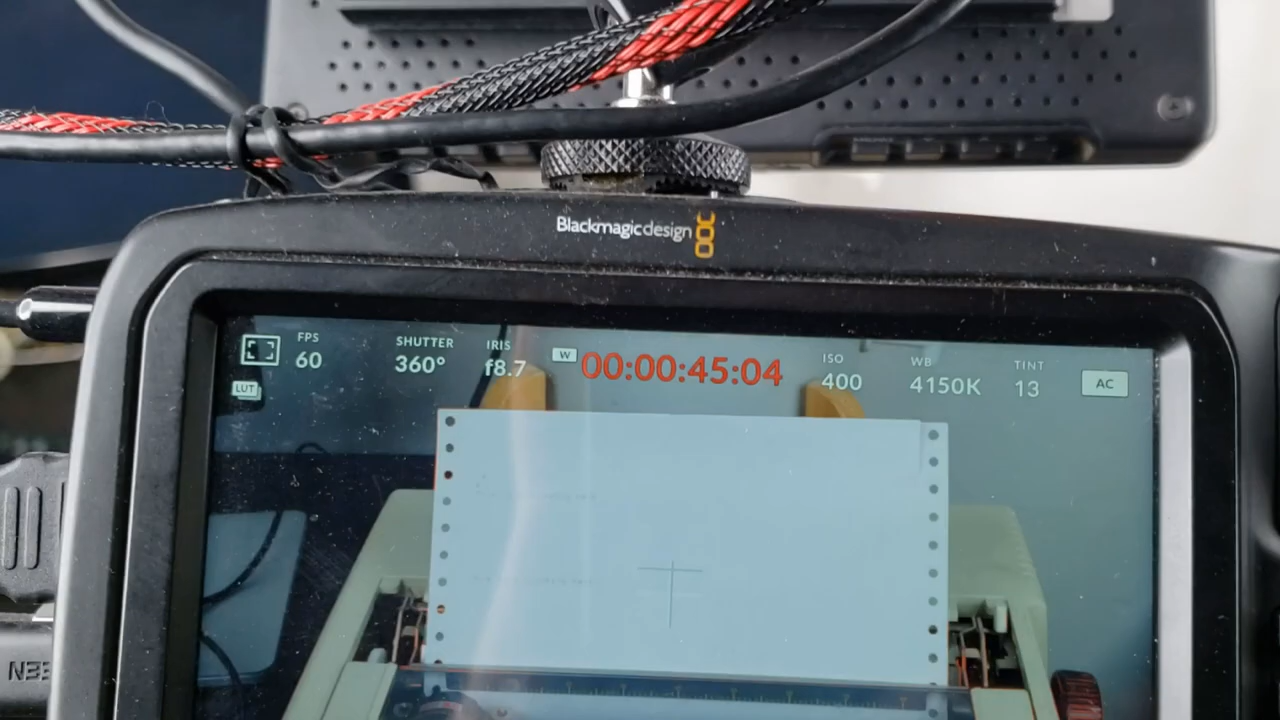 Blackmagicdesign
FPS
60
SHUTTER
360°
IRIS
f8.7
W
00:00:45:04
ISO
400
WB
4150K
TINT
13
AC
LUT